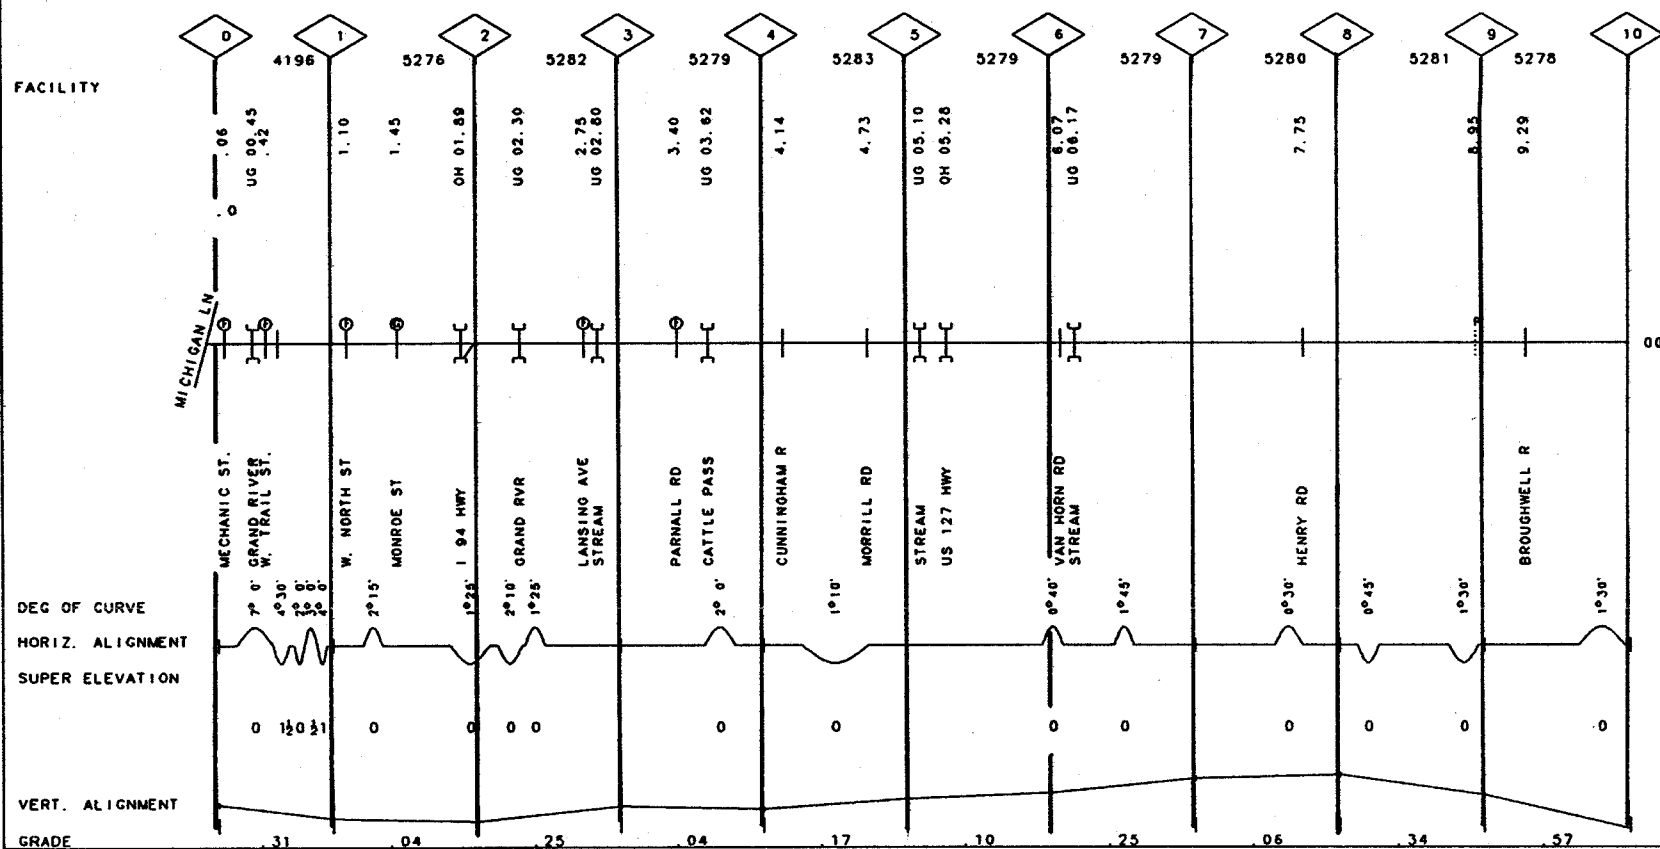 0 1 2 3 4 5 6 7 8 9 10
4196 5276 5282 5279 5283 5279 5279 5280 5281 5278
FACILITY
.06
UG 00.45
.42
1.10
1.45
OH 01.89
UG 02.30
2.75
UG 02.80
3.40
UG 03.62
4.14
4.73
UG 05.10
OH 05.28
6.07
UG 06.17
7.75
8.95
9.29
.0
MICHIGAN LN
00
MECHANIC ST.
GRAND RIVER
W. TRAIL ST.
W. NORTH ST
MONROE ST
I 94 HWY
GRAND RVR
LANSING AVE
STREAM
PARNALL RD
CATTLE PASS
CUNNINGHAM R
MORRILL RD
STREAM
US 127 HWY
VAN HORN RD
STREAM
HENRY RD
BROUGHWELL R
DEG OF CURVE
7° 0' 4°30' 2°15' 1°25' 2°10' 1°25' 2° 0' 1°10' 0°40' 1°45' 0°30' 0°45' 1°30' 1°30'
HORIZ. ALIGNMENT
SUPER ELEVATION
0 1½ 0 ½ 1 0 0 0 0 0 0 0 0 0 0 0 0
VERT. ALIGNMENT
GRADE .31 .04 .25 .04 .17 .10 .25 .06 .34 .57